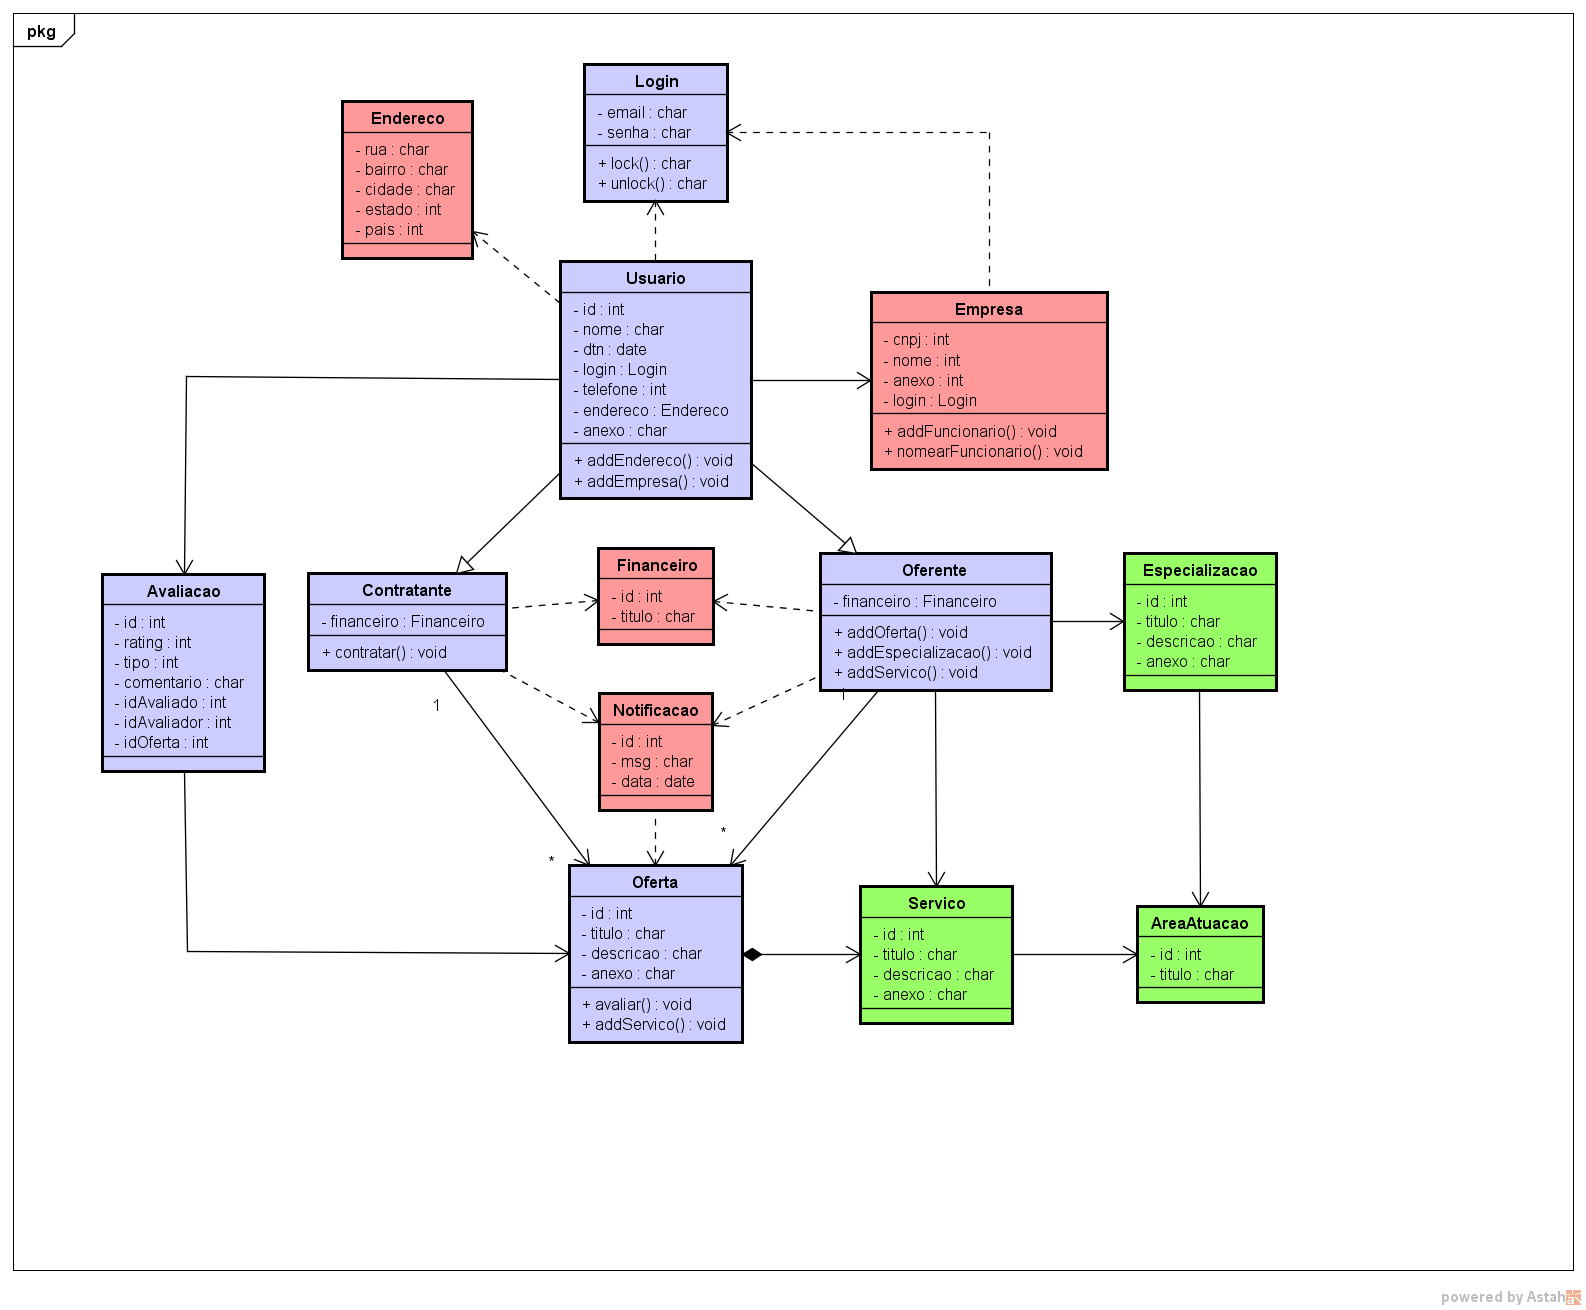 pkg
Login
- email : char
- senha : char
+ lock() : char
+ unlock() : char
Endereco
- rua : char
- bairro : char
- cidade : char
- estado : int
- pais : int
Usuario
- id : int
- nome : char
- dtn : date
- login : Login
- telefone : int
- endereco : Endereco
- anexo : char
+ addEndereco() : void
+ addEmpresa() : void
Empresa
- cnpj : int
- nome : int
- anexo : int
- login : Login
+ addFuncionario() : void
+ nomearFuncionario() : void
Avaliacao
- id : int
- rating : int
- tipo : int
- comentario : char
- idAvaliado : int
- idAvaliador : int
- idOferta : int
Contratante
- financeiro : Financeiro
+ contratar() : void
Financeiro
- id : int
- titulo : char
Oferente
- financeiro : Financeiro
+ addOferta() : void
+ addEspecializacao() : void
+ addServico() : void
Especializacao
- id : int
- titulo : char
- descricao : char
- anexo : char
1
1
Notificacao
- id : int
- msg : char
- data : date
*
*
Oferta
- id : int
- titulo : char
- descricao : char
- anexo : char
+ avaliar() : void
+ addServico() : void
Servico
- id : int
- titulo : char
- descricao : char
- anexo : char
AreaAtuacao
- id : int
- titulo : char
powered by Astah